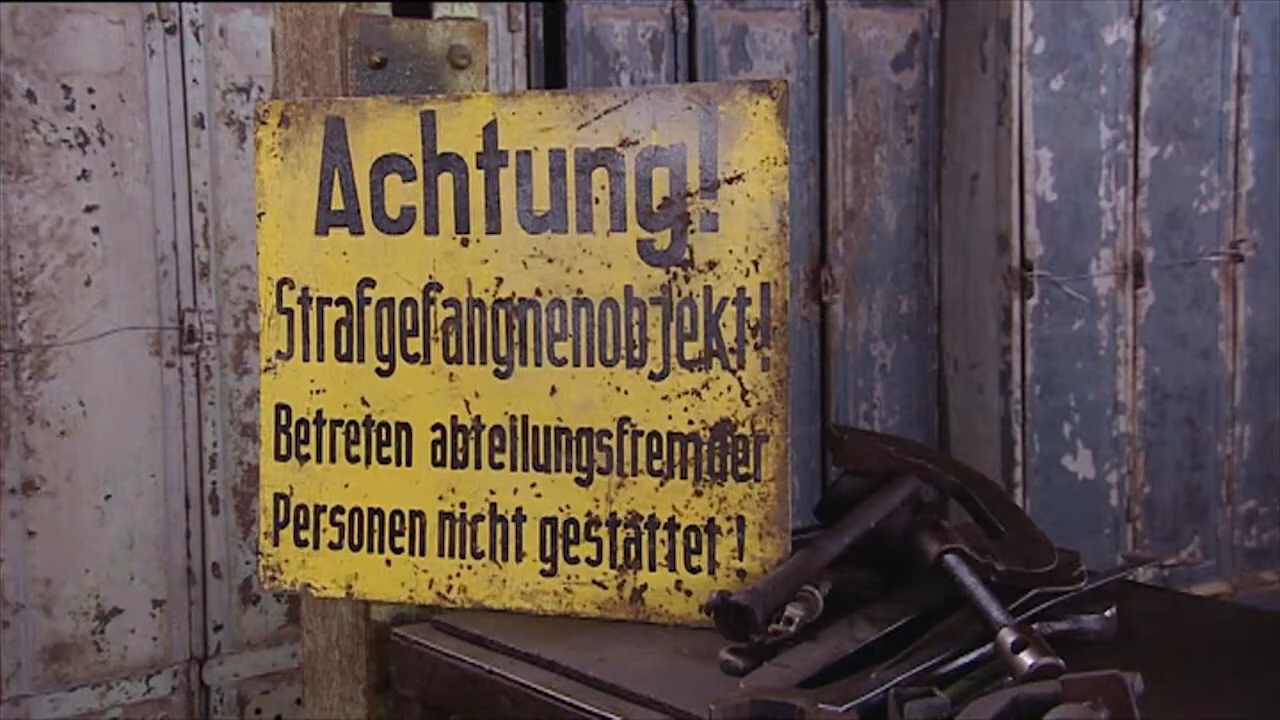 Achtung!
Strafgefangnenobjekt!
Betreten abteilungsfremder
Personen nicht gestattet!